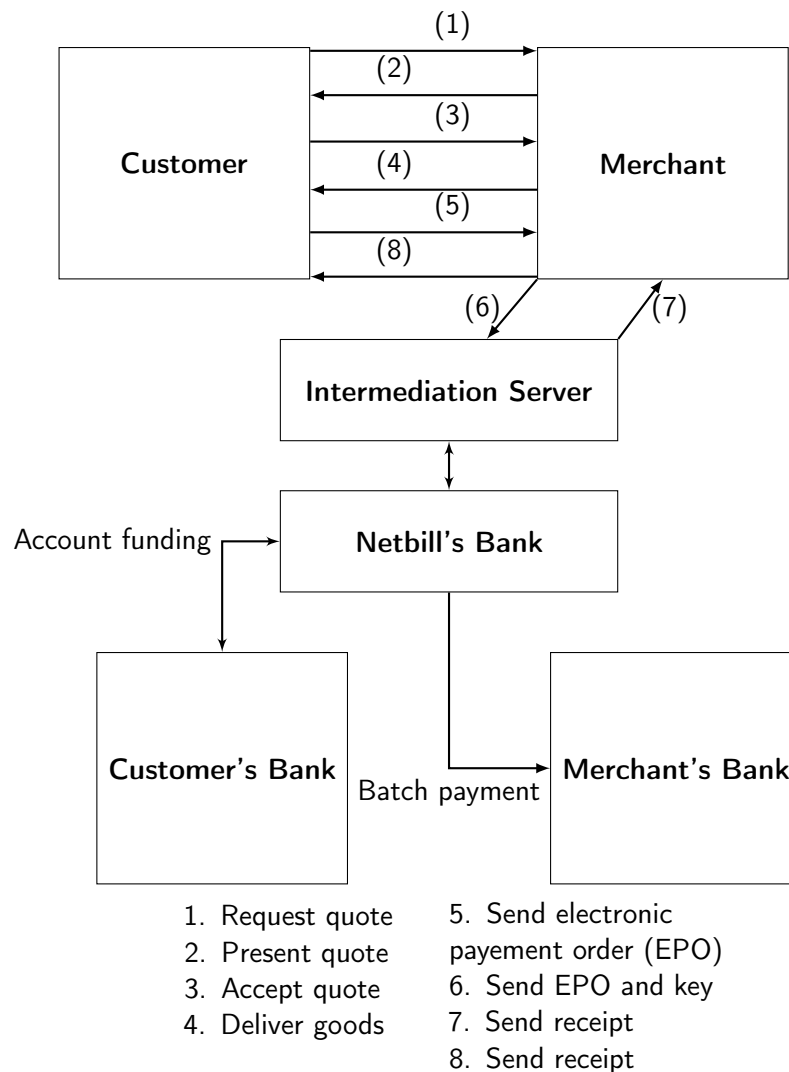 (1)
(2)
(3)
(4)
(5)
(8)
Customer
Merchant
(6)
(7)
Intermediation Server
Netbill's Bank
Account funding
Customer's Bank
Batch payment
Merchant's Bank
1. Request quote
2. Present quote
3. Accept quote
4. Deliver goods
5. Send electronic
payement order (EPO)
6. Send EPO and key
7. Send receipt
8. Send receipt